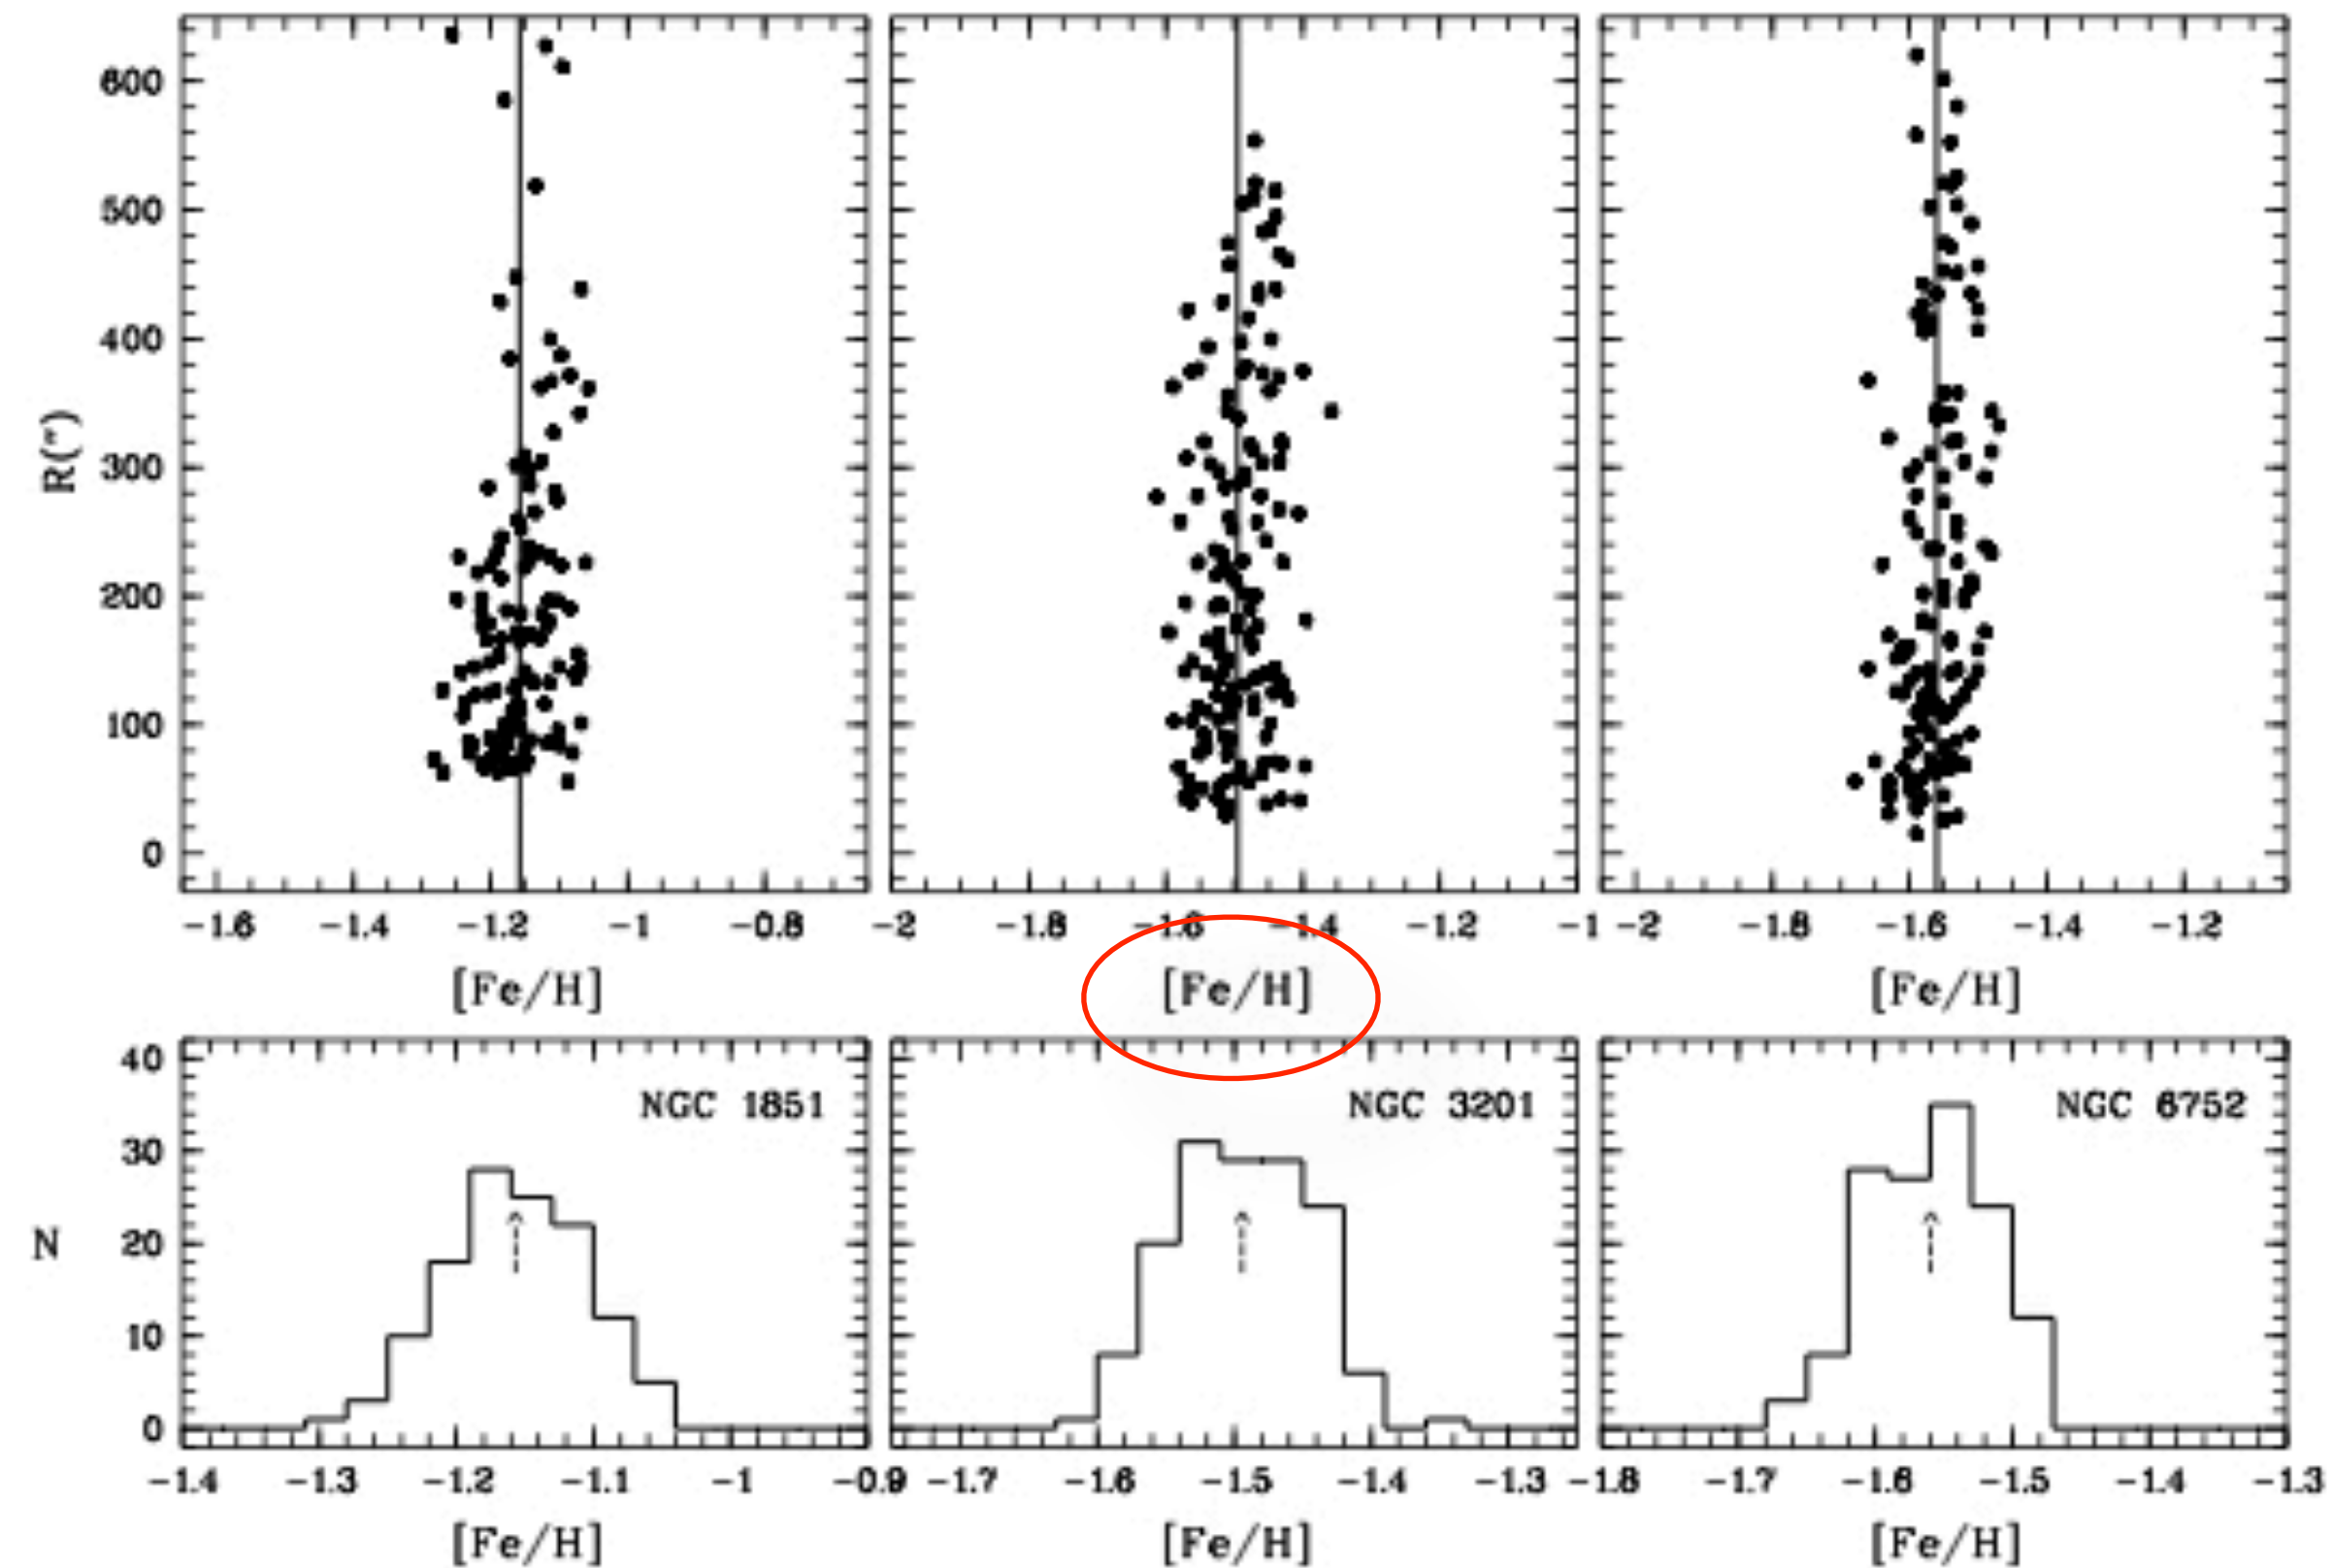 600
500
400
R(″)
300
200
100
0
-1.6 -1.4 -1.2 -1 -0.8 -2 -1.8 -1.6 -1.4 -1.2 -1 -2 -1.8 -1.6 -1.4 -1.2
[Fe/H] [Fe/H] [Fe/H]
40
NGC 1851 NGC 3201 NGC 6752
30
N 20
10
0
-1.4 -1.3 -1.2 -1.1 -1 -0.9 -1.7 -1.6 -1.5 -1.4 -1.3 -1.8 -1.7 -1.6 -1.5 -1.4 -1.3
[Fe/H] [Fe/H] [Fe/H]